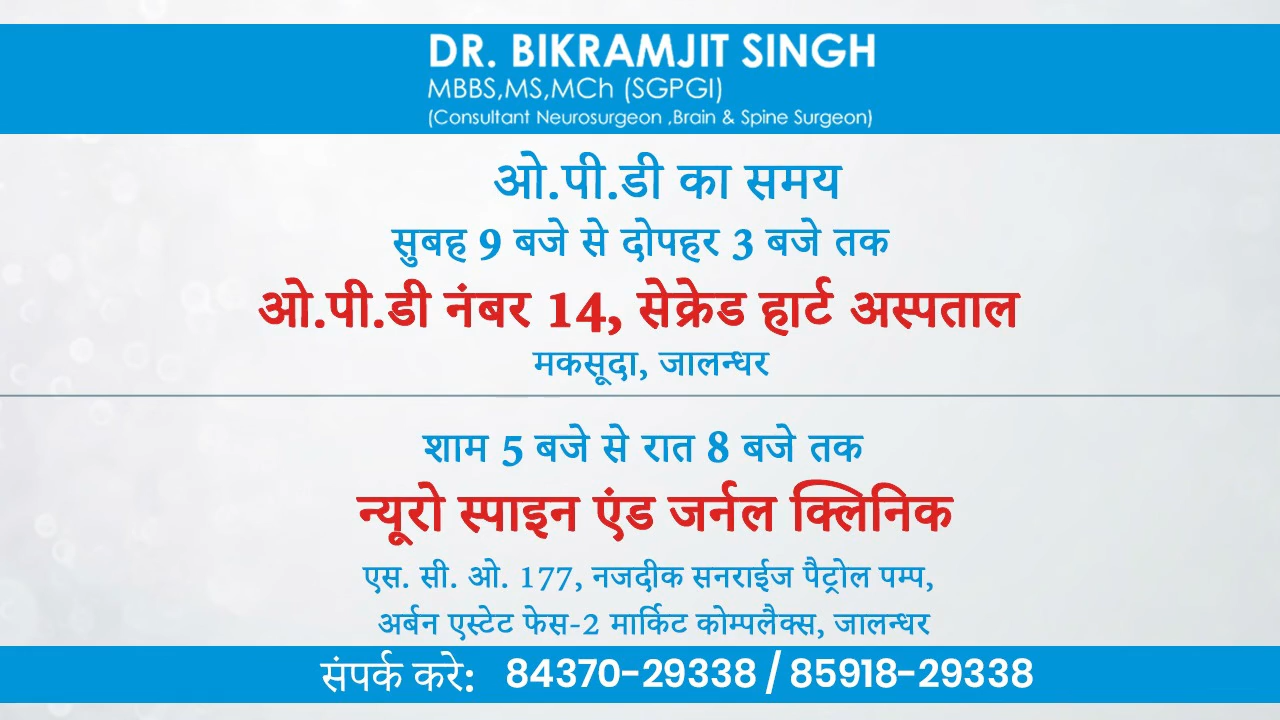 DR. BIKRAMJIT SINGH
MBBS,MS,MCh (SGPGI)
(Consultant Neurosurgeon ,Brain & Spine Surgeon)
ओ.पी.डी का समय
सुबह 9 बजे से दोपहर 3 बजे तक
ओ.पी.डी नंबर 14, सेक्रेड हार्ट अस्पताल
मकसूदा, जालन्धर
शाम 5 बजे से रात 8 बजे तक
न्यूरो स्पाइन एंड जर्नल क्लिनिक
एस. सी. ओ. 177, नजदीक सनराईज पैट्रोल पम्प,
अर्बन एस्टेट फेस-2 मार्किट कोम्पलैक्स, जालन्धर
संपर्क करे: 84370-29338 / 85918-29338